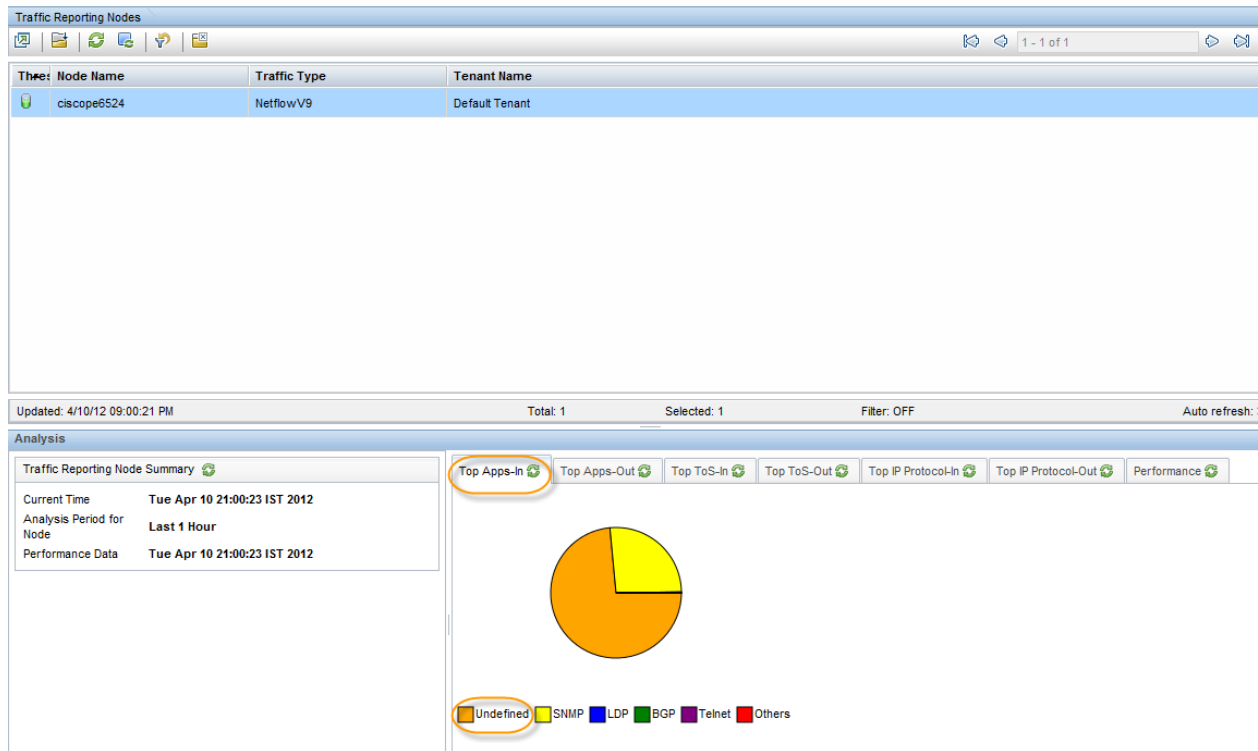 Traffic Reporting Nodes
1 - 1 of 1
Thres Node Name Traffic Type Tenant Name
ciscope6524 NetflowV9 Default Tenant
Updated: 4/10/12 09:00:21 PM Total: 1 Selected: 1 Filter: OFF Auto refresh:
Analysis
Traffic Reporting Node Summary
Current Time Tue Apr 10 21:00:23 IST 2012
Analysis Period for
Node Last 1 Hour
Performance Data Tue Apr 10 21:00:23 IST 2012
Top Apps-In Top Apps-Out Top ToS-In Top ToS-Out Top IP Protocol-In Top IP Protocol-Out Performance
Undefined SNMP LDP BGP Telnet Others